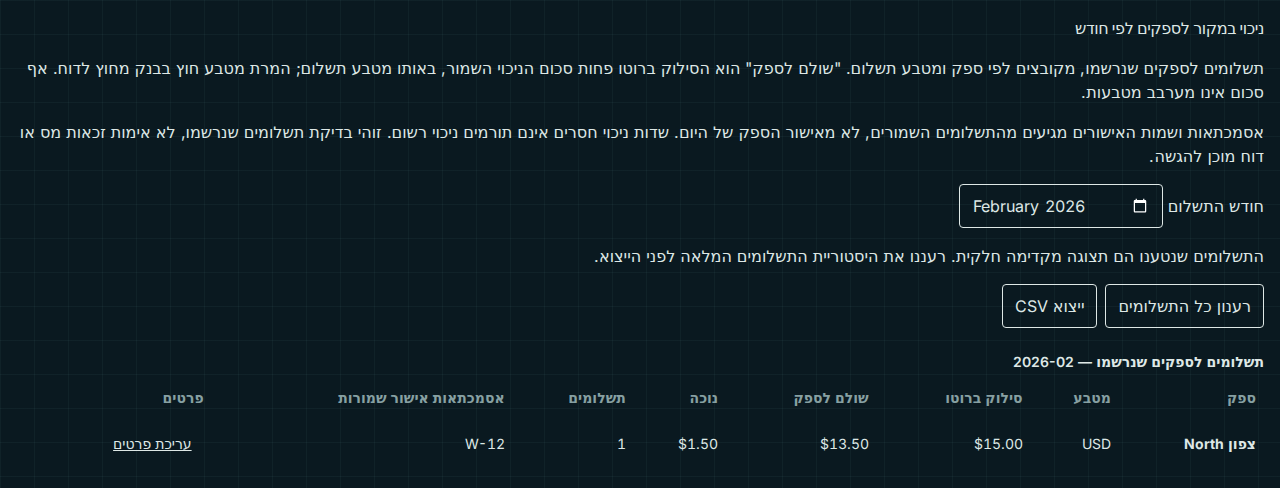 ניכוי במקור לספקים לפי חודש
תשלומים לספקים שנרשמו, מקובצים לפי ספק ומטבע תשלום. "שולם לספק" הוא הסילוק ברוטו פחות סכום הניכוי השמור, באותו מטבע תשלום; המרת מטבע חוץ בבנק מחוץ לדוח. אף
סכום אינו מערבב מטבעות.
אסמכתאות ושמות האישורים מגיעים מהתשלומים השמורים, לא מאישור הספק של היום. שדות ניכוי חסרים אינם תורמים ניכוי רשום. זוהי בדיקת תשלומים שנרשמו, לא אימות זכאות מס או
דוח מוכן להגשה.
חודש התשלום February 2026
התשלומים שנטענו הם תצוגה מקדימה חלקית. רעננו את היסטוריית התשלומים המלאה לפני הייצוא.
רענון כל התשלומים ייצוא CSV
תשלומים לספקים שנרשמו — 2026-02
ספק מטבע סילוק ברוטו שולם לספק נוכה תשלומים אסמכתאות אישור שמורות פרטים
צפון North USD $15.00 $13.50 $1.50 1 W-12 עריכת פרטים